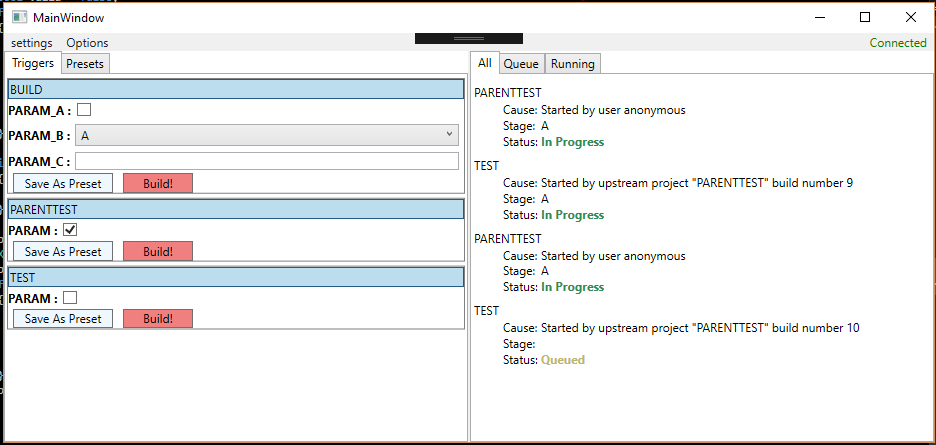 MainWindow
settings Options
Connected
Triggers Presets
BUILD
PARAM_A :
PARAM_B : A
PARAM_C :
Save As Preset Build!
PARENTTEST
PARAM :
Save As Preset Build!
TEST
PARAM :
Save As Preset Build!
All Queue Running
PARENTTEST
Cause: Started by user anonymous
Stage: A
Status: In Progress
TEST
Cause: Started by upstream project "PARENTTEST" build number 9
Stage: A
Status: In Progress
PARENTTEST
Cause: Started by user anonymous
Stage: A
Status: In Progress
TEST
Cause: Started by upstream project "PARENTTEST" build number 10
Stage:
Status: Queued